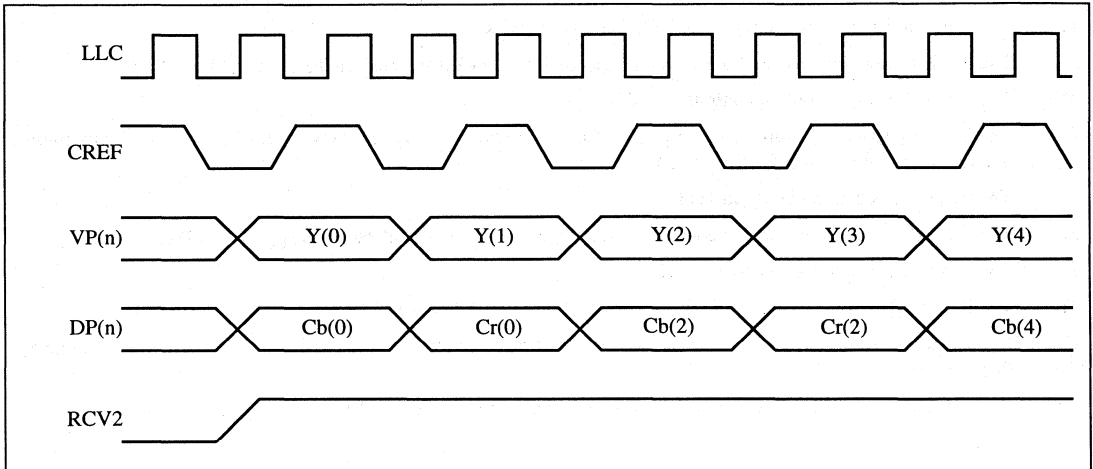 LLC
CREF
VP(n) Y(0) Y(1) Y(2) Y(3) Y(4)
DP(n) Cb(0) Cr(0) Cb(2) Cr(2) Cb(4)
RCV2